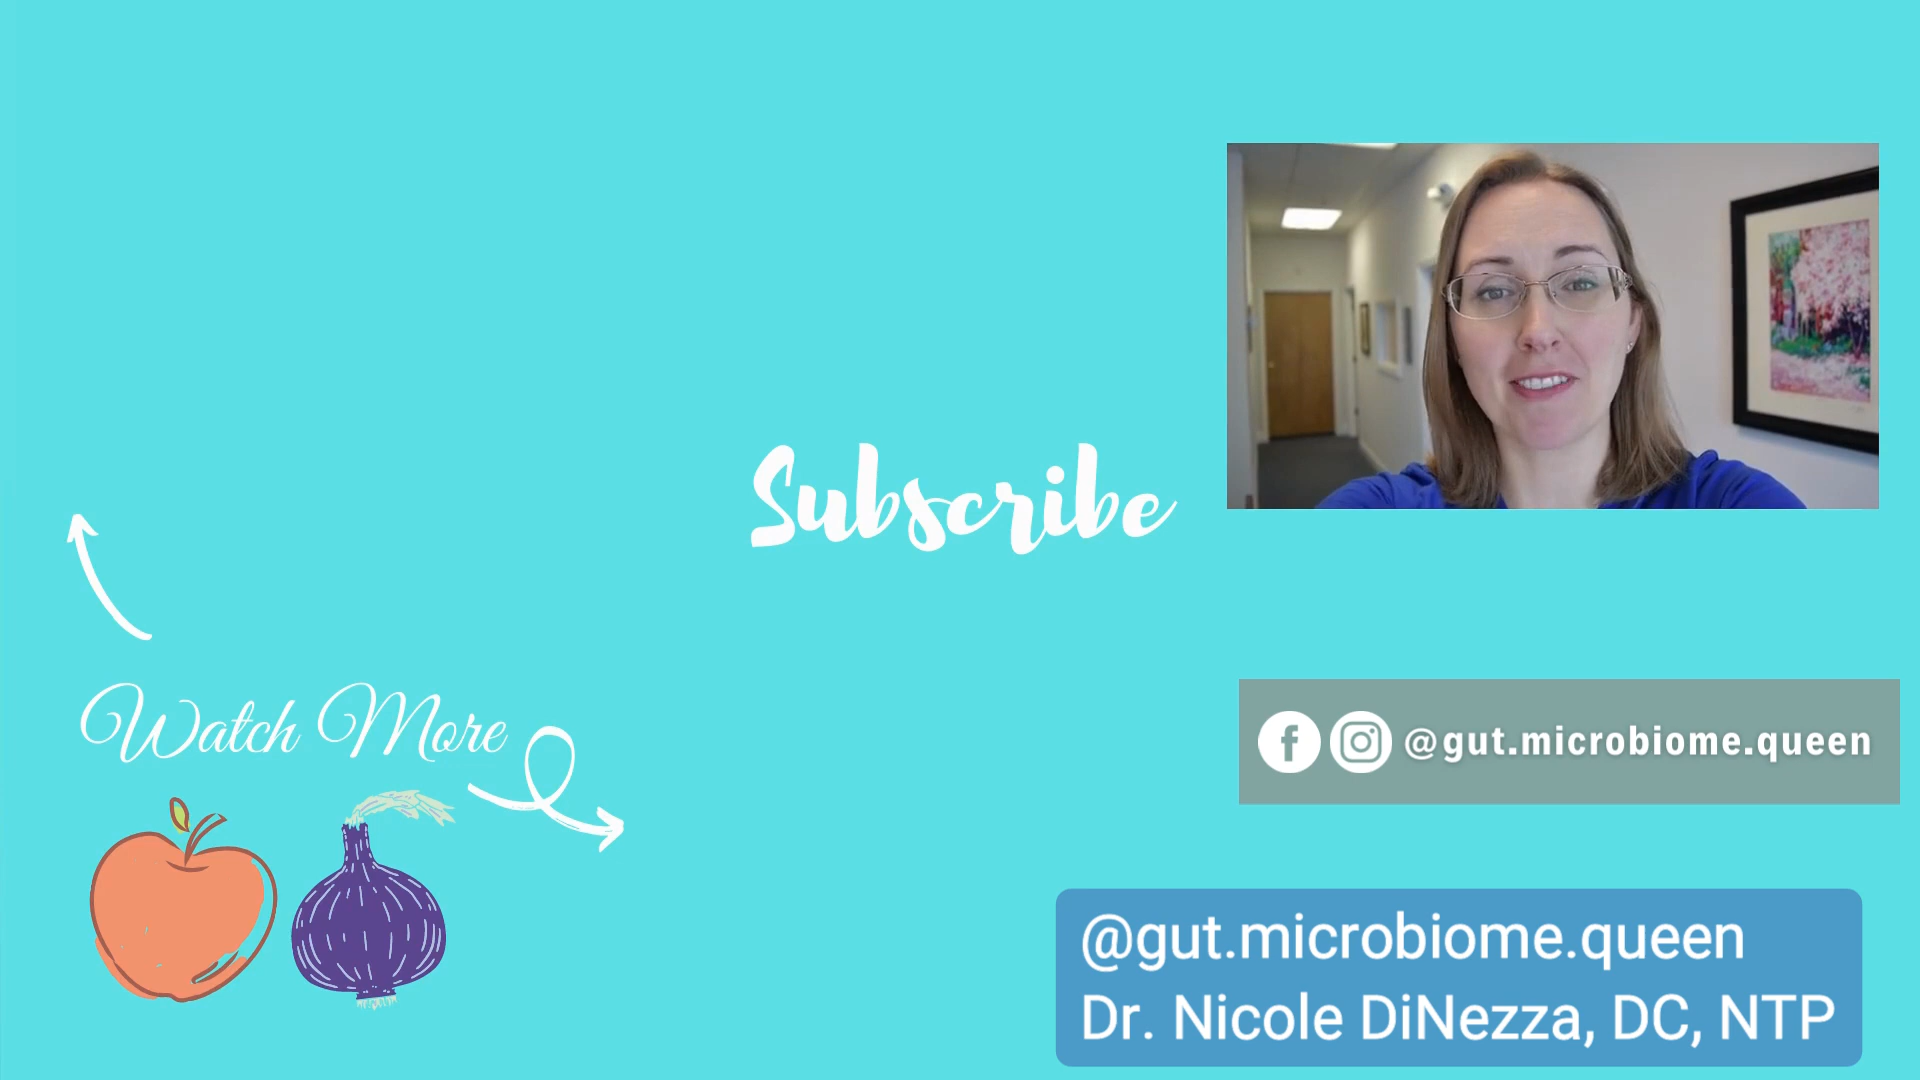 Subscribe
Watch More
@gut.microbiome.queen
@gut.microbiome.queen
Dr. Nicole DiNezza, DC, NTP